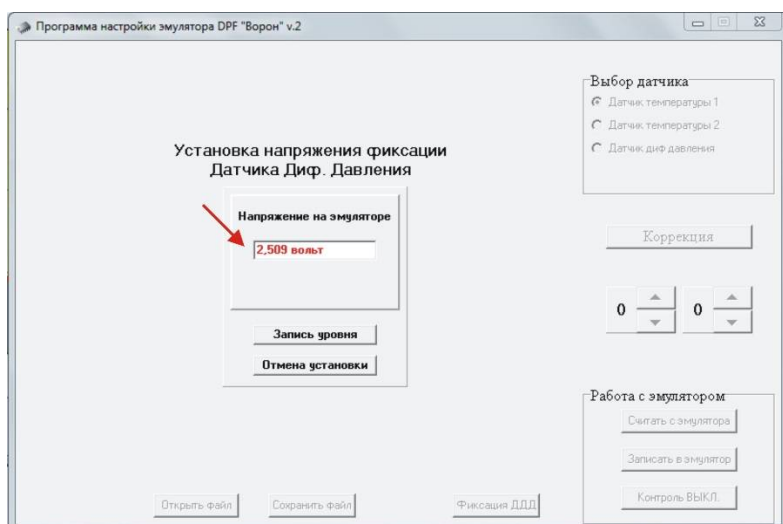 Программа настройки эмулятора DPF "Ворон" v.2
Установка напряжения фиксации
Датчика Диф. Давления
Напряжение на эмуляторе
2,509 вольт
Запись уровня
Отмена установки
Выбор датчика
Датчик температуры 1
Датчик температуры 2
Датчик диф давления
Коррекция
0 0
Работа с эмулятором
Считать с эмулятора
Записать в эмулятор
Контроль ВЫКЛ.
Открыть файл Сохранить файл Фиксация ДДД